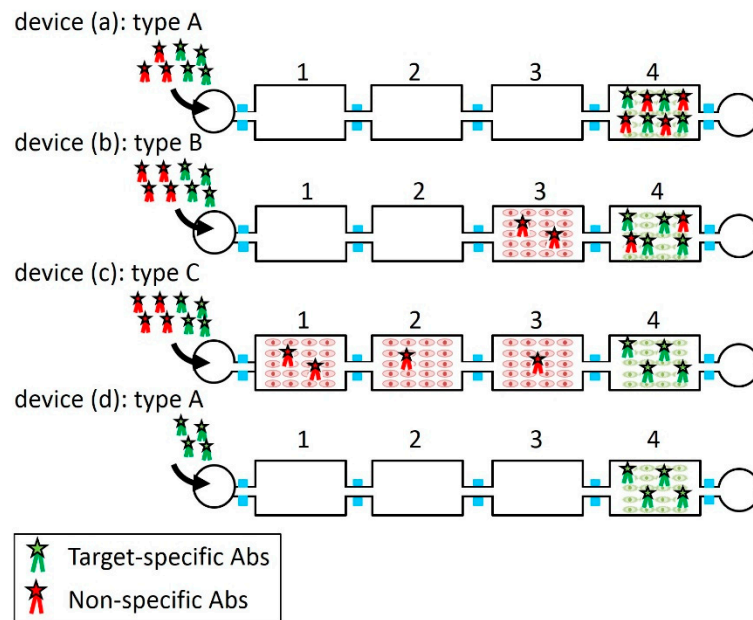 device (a): type A
1 2 3 4
device (b): type B
1 2 3 4
device (c): type C
1 2 3 4
device (d): type A
1 2 3 4
Target-specific Abs
Non-specific Abs